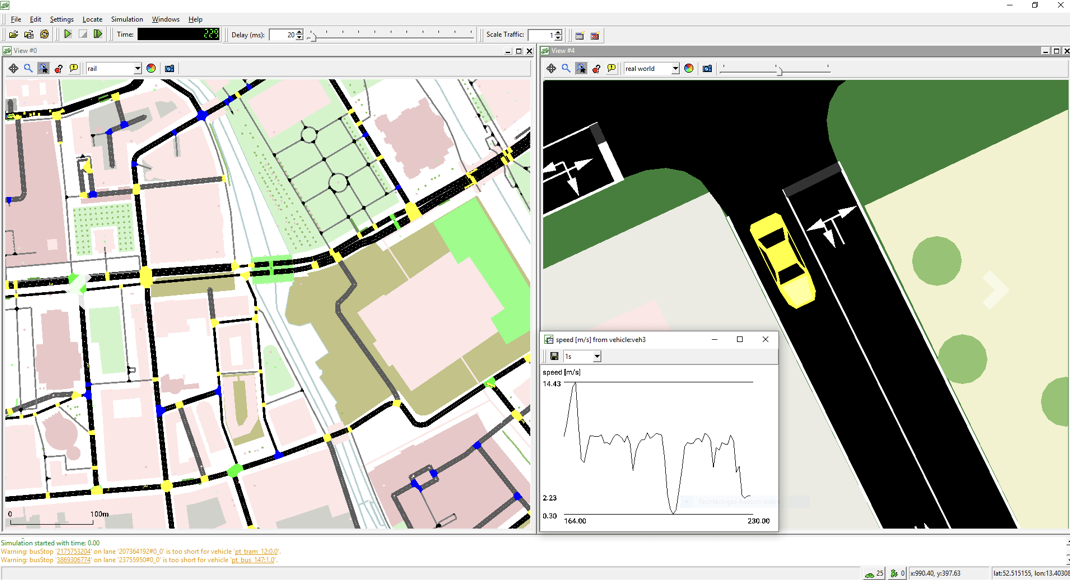 File Edit Settings Locate Simulation Windows Help
Time: 229 Delay (ms): 20 Scale Traffic: 1
View #0
View #4
rail
real world
0 100m
speed [m/s] from vehicle:veh3
1s
speed [m/s]
14.43
2.23
0.30
164.00 230.00
Simulation started with time: 0.00
Warning: busStop '2175753204' on lane '207364192#0_0' is too short for vehicle 'pt_tram_12:0.0'.
Warning: busStop '3869306774' on lane '23755950#0_0' is too short for vehicle 'pt_bus_147:1.0'.
25 0 x:990.40, y:397.63 lat:52.515155, lon:13.40308